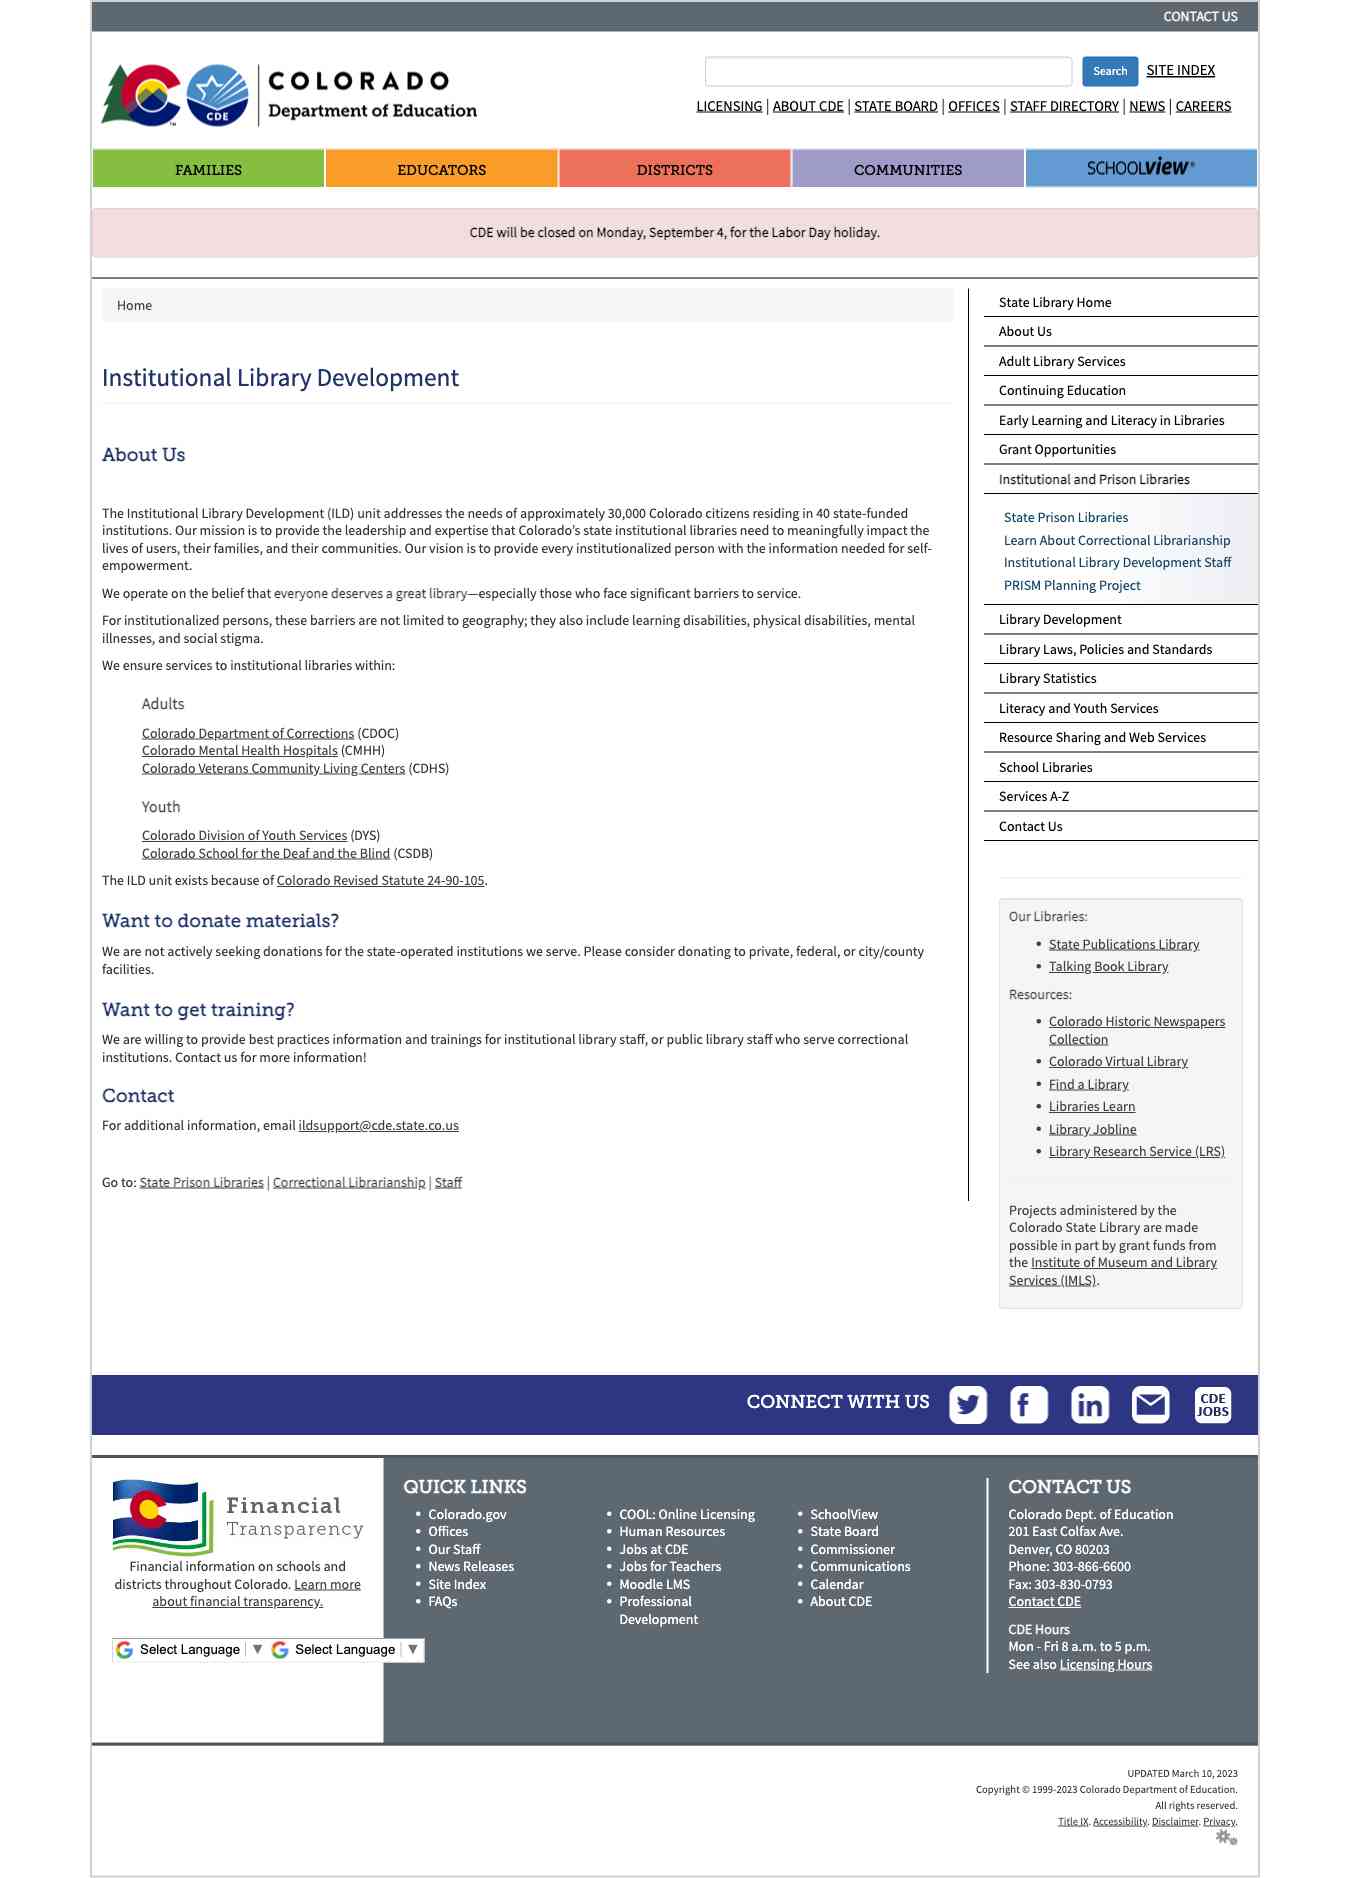 CONTACT US
COLORADO
Department of Education
CDE
TM
Search
SITE INDEX
LICENSING | ABOUT CDE | STATE BOARD | OFFICES | STAFF DIRECTORY | NEWS | CAREERS
FAMILIES
EDUCATORS
DISTRICTS
COMMUNITIES
SCHOOLview®
CDE will be closed on Monday, September 4, for the Labor Day holiday.
Home
Institutional Library Development
About Us
The Institutional Library Development (ILD) unit addresses the needs of approximately 30,000 Colorado citizens residing in 40 state-funded
institutions. Our mission is to provide the leadership and expertise that Colorado's state institutional libraries need to meaningfully impact the
lives of users, their families, and their communities. Our vision is to provide every institutionalized person with the information needed for self-
empowerment.
We operate on the belief that everyone deserves a great library—especially those who face significant barriers to service.
For institutionalized persons, these barriers are not limited to geography; they also include learning disabilities, physical disabilities, mental
illnesses, and social stigma.
We ensure services to institutional libraries within:
Adults
Colorado Department of Corrections (CDOC)
Colorado Mental Health Hospitals (CMHH)
Colorado Veterans Community Living Centers (CDHS)
Youth
Colorado Division of Youth Services (DYS)
Colorado School for the Deaf and the Blind (CSDB)
The ILD unit exists because of Colorado Revised Statute 24-90-105.
Want to donate materials?
We are not actively seeking donations for the state-operated institutions we serve. Please consider donating to private, federal, or city/county
facilities.
Want to get training?
We are willing to provide best practices information and trainings for institutional library staff, or public library staff who serve correctional
institutions. Contact us for more information!
Contact
For additional information, email ildsupport@cde.state.co.us
Go to: State Prison Libraries | Correctional Librarianship | Staff
State Library Home
About Us
Adult Library Services
Continuing Education
Early Learning and Literacy in Libraries
Grant Opportunities
Institutional and Prison Libraries
State Prison Libraries
Learn About Correctional Librarianship
Institutional Library Development Staff
PRISM Planning Project
Library Development
Library Laws, Policies and Standards
Library Statistics
Literacy and Youth Services
Resource Sharing and Web Services
School Libraries
Services A-Z
Contact Us
Our Libraries:
• State Publications Library
• Talking Book Library
Resources:
• Colorado Historic Newspapers
Collection
• Colorado Virtual Library
• Find a Library
• Libraries Learn
• Library Jobline
• Library Research Service (LRS)
Projects administered by the
Colorado State Library are made
possible in part by grant funds from
the Institute of Museum and Library
Services (IMLS).
CONNECT WITH US
CDE
JOBS
Financial
Transparency
Financial information on schools and
districts throughout Colorado. Learn more
about financial transparency.
Select Language ▼
Select Language ▼
QUICK LINKS
• Colorado.gov
• Offices
• Our Staff
• News Releases
• Site Index
• FAQs
• COOL: Online Licensing
• Human Resources
• Jobs at CDE
• Jobs for Teachers
• Moodle LMS
• Professional
Development
• SchoolView
• State Board
• Commissioner
• Communications
• Calendar
• About CDE
CONTACT US
Colorado Dept. of Education
201 East Colfax Ave.
Denver, CO 80203
Phone: 303-866-6600
Fax: 303-830-0793
Contact CDE
CDE Hours
Mon - Fri 8 a.m. to 5 p.m.
See also Licensing Hours
UPDATED March 10, 2023
Copyright © 1999-2023 Colorado Department of Education.
All rights reserved.
Title IX. Accessibility. Disclaimer. Privacy.